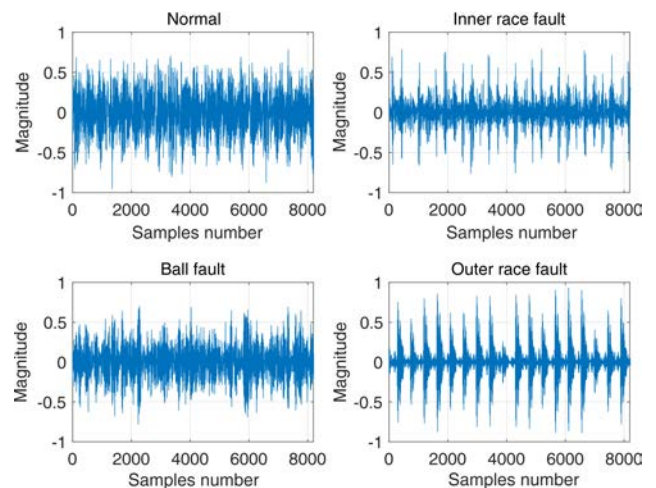 Normal
1
0.5
0
-0.5
-1
Magnitude
0 2000 4000 6000 8000
Samples number
Inner race fault
1
0.5
0
-0.5
-1
Magnitude
0 2000 4000 6000 8000
Samples number
Ball fault
1
0.5
0
-0.5
-1
Magnitude
0 2000 4000 6000 8000
Samples number
Outer race fault
1
0.5
0
-0.5
-1
Magnitude
0 2000 4000 6000 8000
Samples number